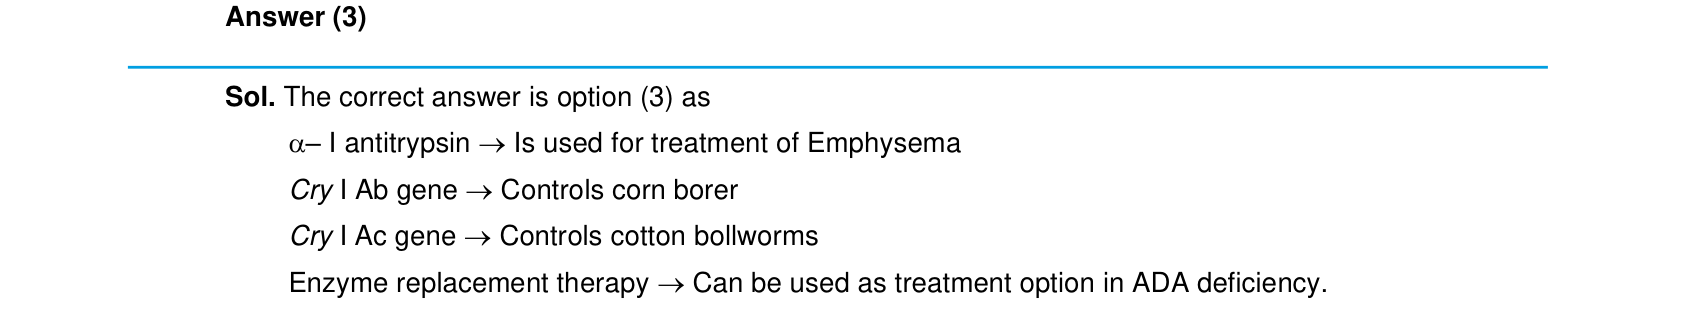 Answer (3)
Sol. The correct answer is option (3) as
α– I antitrypsin → Is used for treatment of Emphysema
Cry I Ab gene → Controls corn borer
Cry I Ac gene → Controls cotton bollworms
Enzyme replacement therapy → Can be used as treatment option in ADA deficiency.